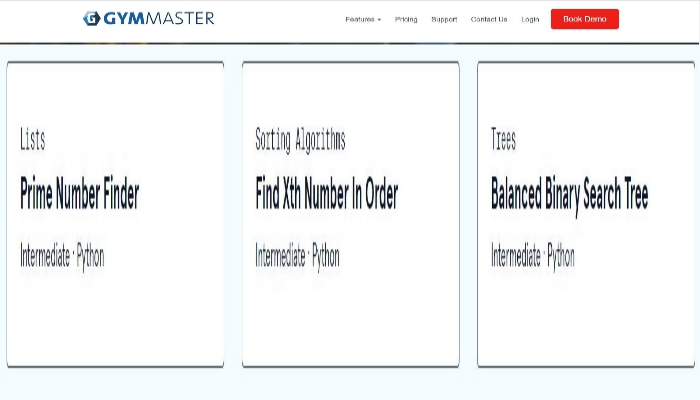 GYMMASTER
Features Pricing Support Contact Us Login Book Demo
Lists
Prime Number Finder
Intermediate · Python
Sorting Algorithms
Find Xth Number In Order
Intermediate · Python
Trees
Balanced Binary Search Tree
Intermediate · Python